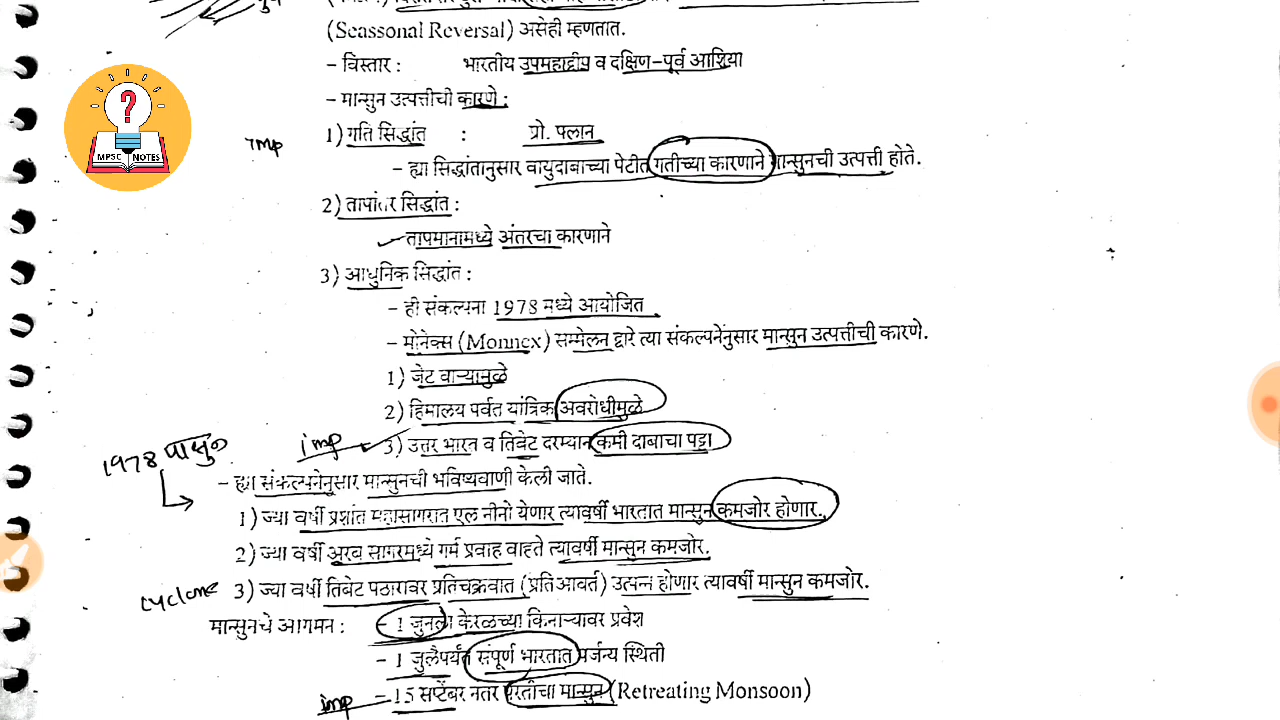 (Seassonal Reversal) असेही म्हणतात.
– विस्तार : भारतीय उपमहाद्वीप व दक्षिण–पूर्व आशिया
– मान्सुन उत्पत्तीची कारणे :
MPSC NOTES
imp
1) गति सिद्धांत : प्रो. फ्लान
– ह्या सिद्धांतानुसार वायुदाबाच्या पेटीत गतीच्या कारणाने मान्सुनची उत्पत्ती होते.
2) तापांतर सिद्धांत :
तापमानामध्ये अंतरचा कारणाने
3) आधुनिक सिद्धांत :
– ही संकल्पना 1978 मध्ये आयोजित
– मोनेक्स (Monnex) सम्मेलन द्वारे त्या संकल्पनेनुसार मान्सुन उत्पत्तीची कारणे.
1) जेट वाऱ्यामुळे
2) हिमालय पर्वत यांत्रिक अवरोधीमुळे
imp 3) उत्तर भारत व तिबेट दरम्यान कमी दाबाचा पट्टा
1978 पासुन
– ह्या संकल्पनेनुसार मान्सुनची भविष्यवाणी केली जाते.
1) ज्या वर्षी प्रशांत महासागरात एल नीनो येणार त्यावर्षी भारतात मान्सुन कमजोर होणार.
2) ज्या वर्षी अरब सागरमध्ये गर्म प्रवाह वाहते त्यावर्षी मान्सुन कमजोर.
cyclone 3) ज्या वर्षी तिबेट पठारावर प्रतिचक्रवात (प्रतिआवर्त) उत्पन्न होणार त्यावर्षी मान्सुन कमजोर.
मान्सुनचे आगमन : – 1 जुनला केरळच्या किनाऱ्यावर प्रवेश
– 1 जुलैपर्यंत संपूर्ण भारतात पर्जन्य स्थिती
imp – 15 सप्टेंबर नंतर परतीचा मान्सुन (Retreating Monsoon)